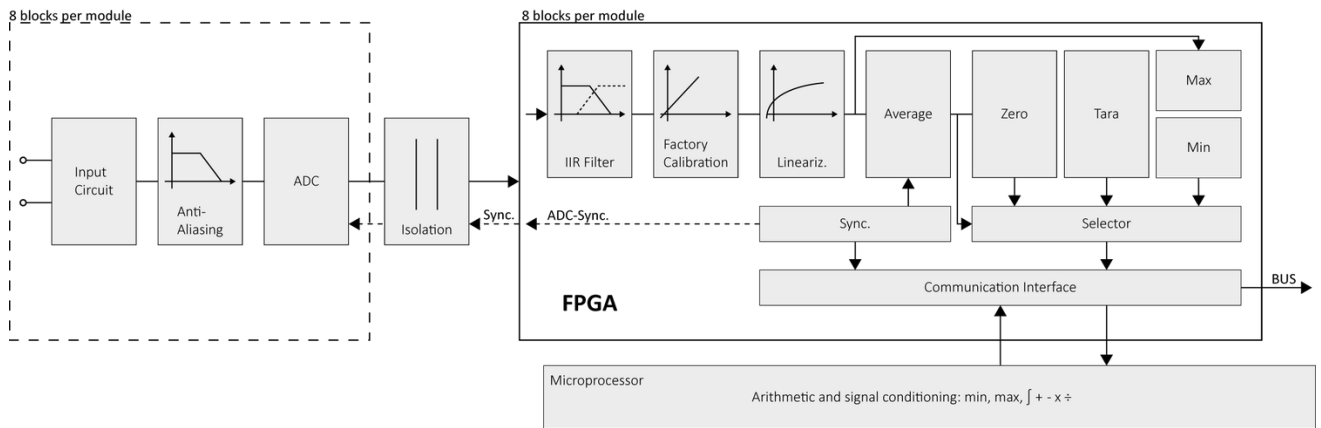 8 blocks per module
8 blocks per module
Input
Circuit
Anti-
Aliasing
ADC
Isolation
Sync.
ADC-Sync.
IIR Filter
Factory
Calibration
Lineariz.
Average
Zero
Tara
Max
Min
Sync.
Selector
Communication Interface
BUS
FPGA
Microprocessor
Arithmetic and signal conditioning: min, max, ∫ + - x ÷